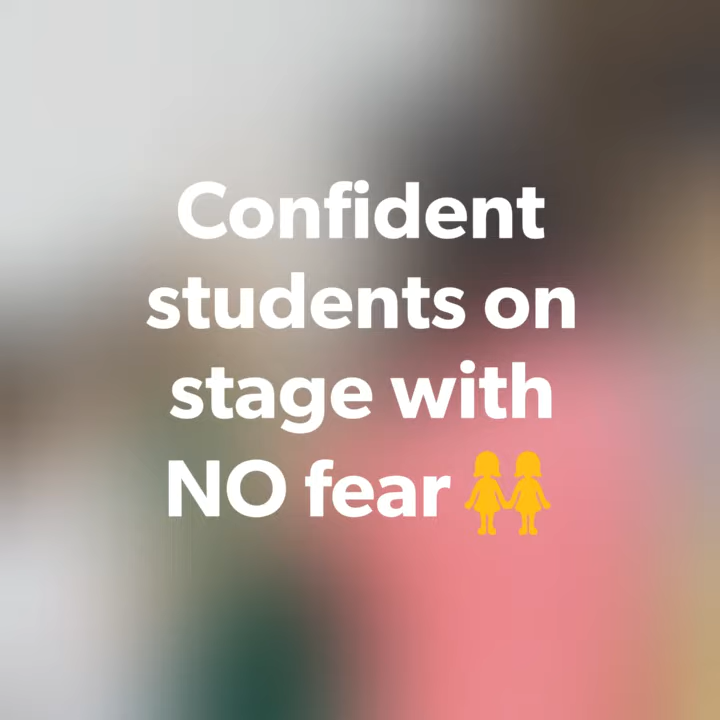 Confident
students on
stage with
NO fear 👭